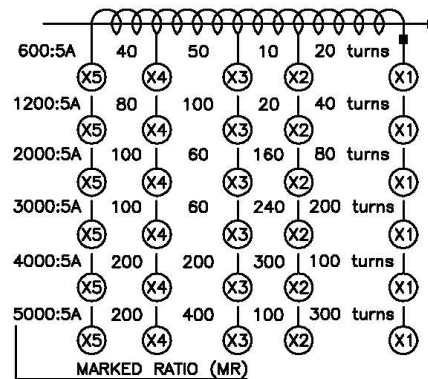 600:5A 40 50 10 20 turns
X5 X4 X3 X2 X1
1200:5A 80 100 20 40 turns
X5 X4 X3 X2 X1
2000:5A 100 60 160 80 turns
X5 X4 X3 X2 X1
3000:5A 100 60 240 200 turns
X5 X4 X3 X2 X1
4000:5A 200 200 300 100 turns
X5 X4 X3 X2 X1
5000:5A 200 400 100 300 turns
X5 X4 X3 X2 X1
MARKED RATIO (MR)